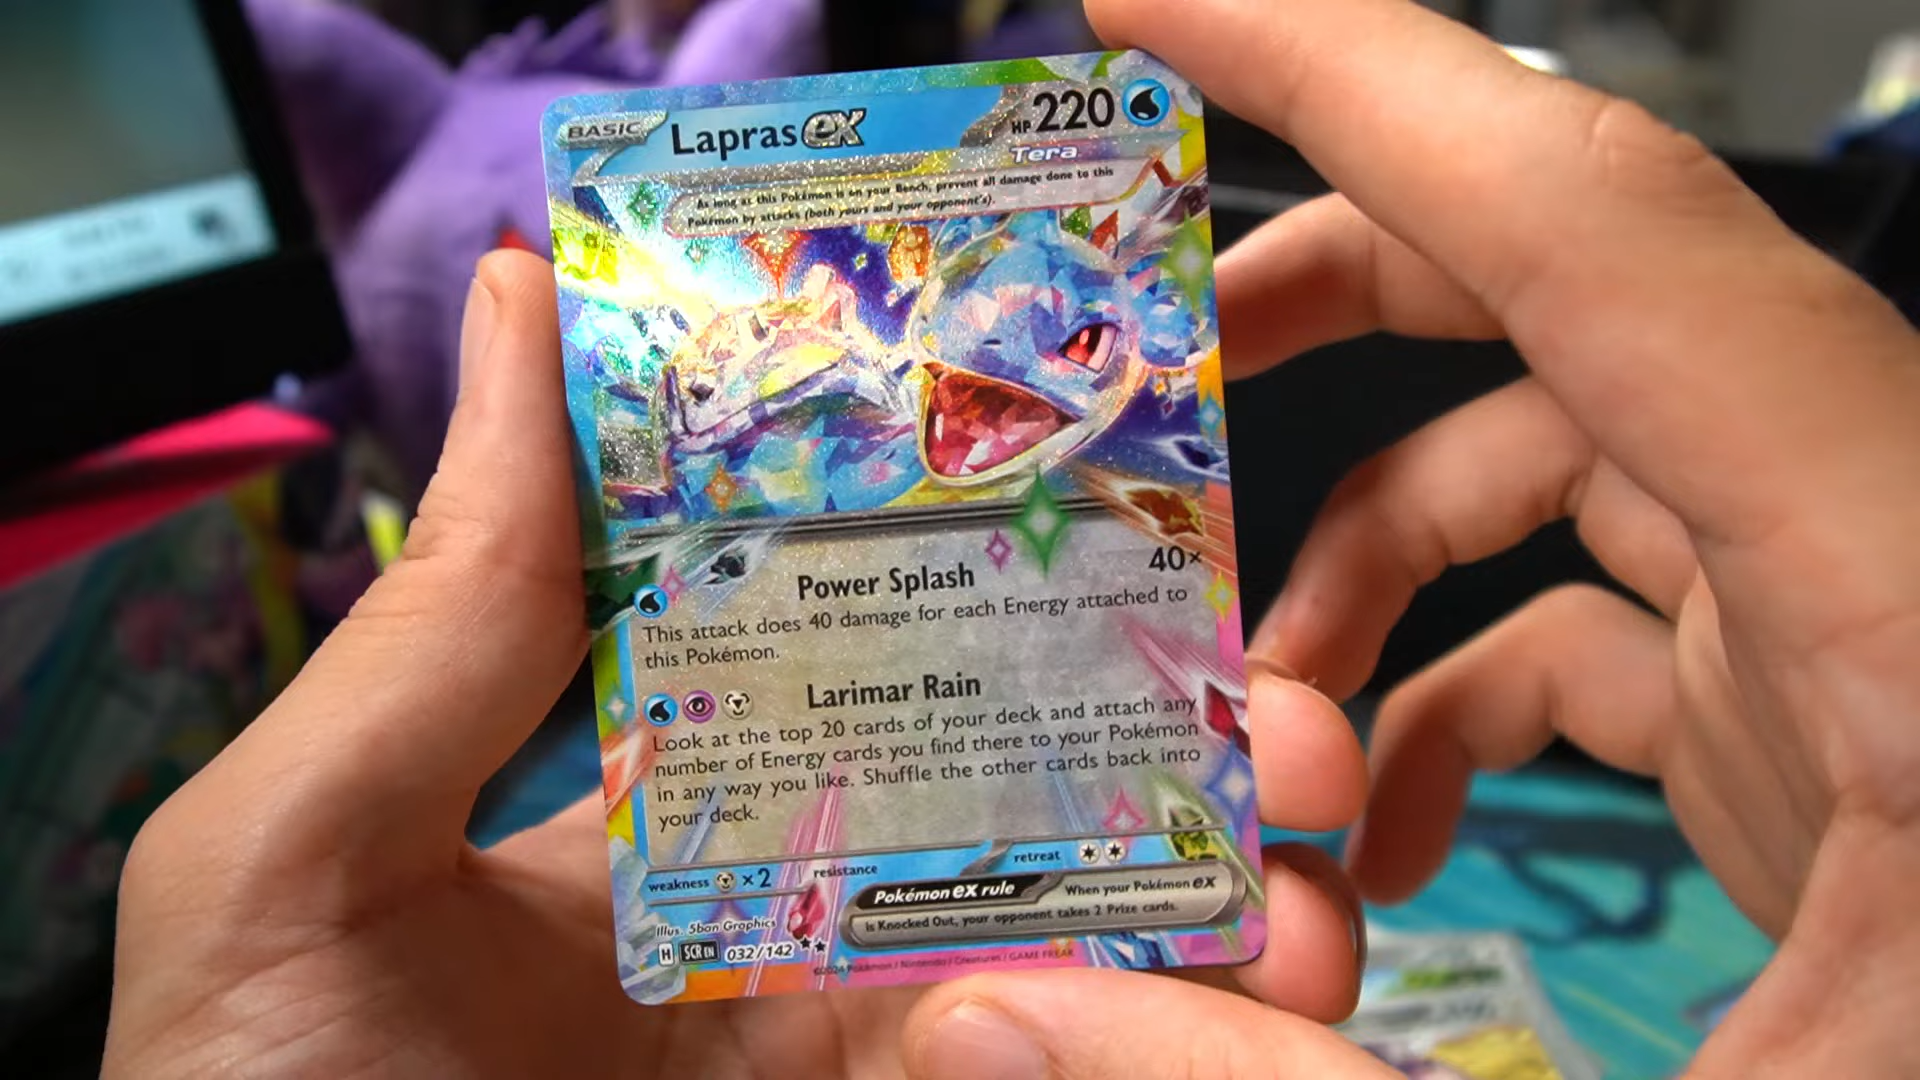 BASIC Lapras ex HP 220
Tera
As long as this Pokémon is on your Bench, prevent all damage done to this
Pokémon by attacks (both yours and your opponent's).
Power Splash 40×
This attack does 40 damage for each Energy attached to
this Pokémon.
Larimar Rain
Look at the top 20 cards of your deck and attach any
number of Energy cards you find there to your Pokémon
in any way you like. Shuffle the other cards back into
your deck.
weakness ×2 resistance retreat
Pokémon ex rule When your Pokémon ex
is Knocked Out, your opponent takes 2 Prize cards.
Illus. 5ban Graphics
H SCR EN 032/142
©2024 Pokémon / Nintendo / Creatures / GAME FREAK